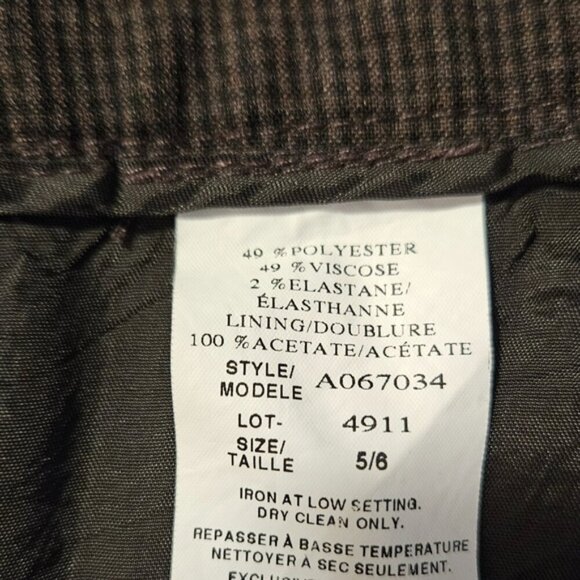 49 % POLYESTER
49 % VISCOSE
2 % ELASTANE/
ÉLASTHANNE
LINING/DOUBLURE
100 % ACETATE/ACÉTATE
STYLE/
MODELE A067034
LOT- 4911
SIZE/
TAILLE 5/6
IRON AT LOW SETTING.
DRY CLEAN ONLY.
REPASSER À BASSE TEMPERATURE
NETTOYER À SEC SEULEMENT.